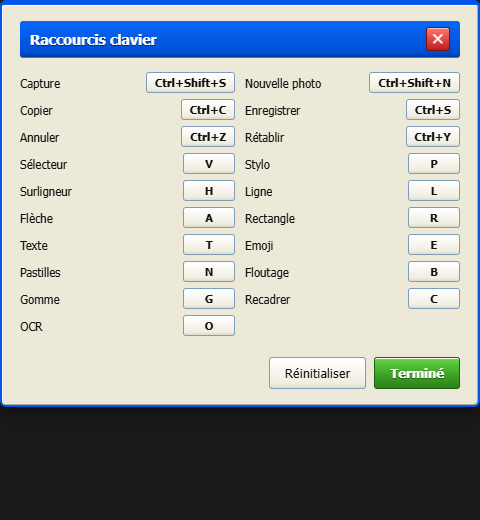 Raccourcis clavier
Capture Ctrl+Shift+S Nouvelle photo Ctrl+Shift+N
Copier Ctrl+C Enregistrer Ctrl+S
Annuler Ctrl+Z Rétablir Ctrl+Y
Sélecteur V Stylo P
Surligneur H Ligne L
Flèche A Rectangle R
Texte T Emoji E
Pastilles N Floutage B
Gomme G Recadrer C
OCR O
Réinitialiser Terminé